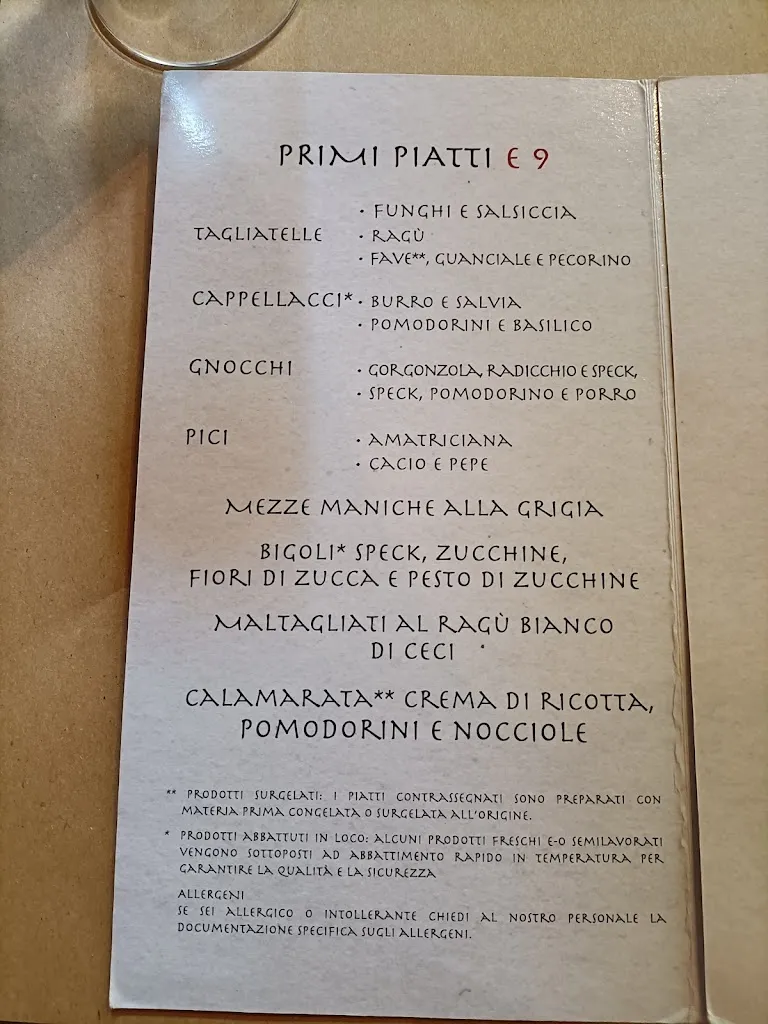 PRIMI PIATTI E 9
• FUNGHI E SALSICCIA
TAGLIATELLE • RAGÙ
• FAVE**, GUANCIALE E PECORINO
CAPPELLACCI* • BURRO E SALVIA
• POMODORINI E BASILICO
GNOCCHI • GORGONZOLA, RADICCHIO E SPECK,
• SPECK, POMODORINO E PORRO
PICI • AMATRICIANA
• CACIO E PEPE
MEZZE MANICHE ALLA GRIGIA
BIGOLI* SPECK, ZUCCHINE,
FIORI DI ZUCCA E PESTO DI ZUCCHINE
MALTAGLIATI AL RAGÙ BIANCO
DI CECI
CALAMARATA** CREMA DI RICOTTA,
POMODORINI E NOCCIOLE
** PRODOTTI SURGELATI: I PIATTI CONTRASSEGNATI SONO PREPARATI CON
MATERIA PRIMA CONGELATA O SURGELATA ALL'ORIGINE.
* PRODOTTI ABBATTUTI IN LOCO: ALCUNI PRODOTTI FRESCHI E-O SEMILAVORATI
VENGONO SOTTOPOSTI AD ABBATTIMENTO RAPIDO IN TEMPERATURA PER
GARANTIRE LA QUALITÀ E LA SICUREZZA
ALLERGENI
SE SEI ALLERGICO O INTOLLERANTE CHIEDI AL NOSTRO PERSONALE LA
DOCUMENTAZIONE SPECIFICA SUGLI ALLERGENI.